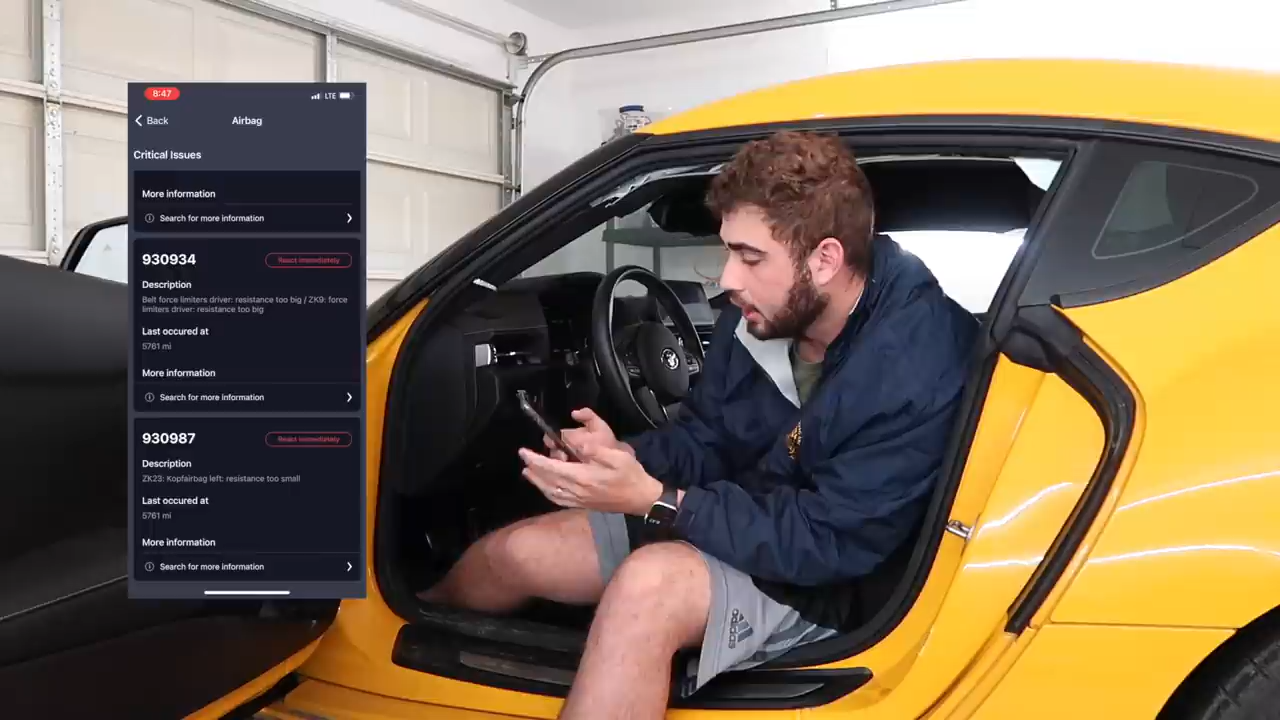 8:47
LTE
Back
Airbag
Critical Issues
More information
Search for more information
930934
React immediately
Description
Belt force limiters driver: resistance too big / ZK9: force
limiters driver: resistance too big
Last occured at
5761 mi
More information
Search for more information
930987
React immediately
Description
ZK23: Kopfairbag left: resistance too small
Last occured at
5761 mi
More information
Search for more information
adidas